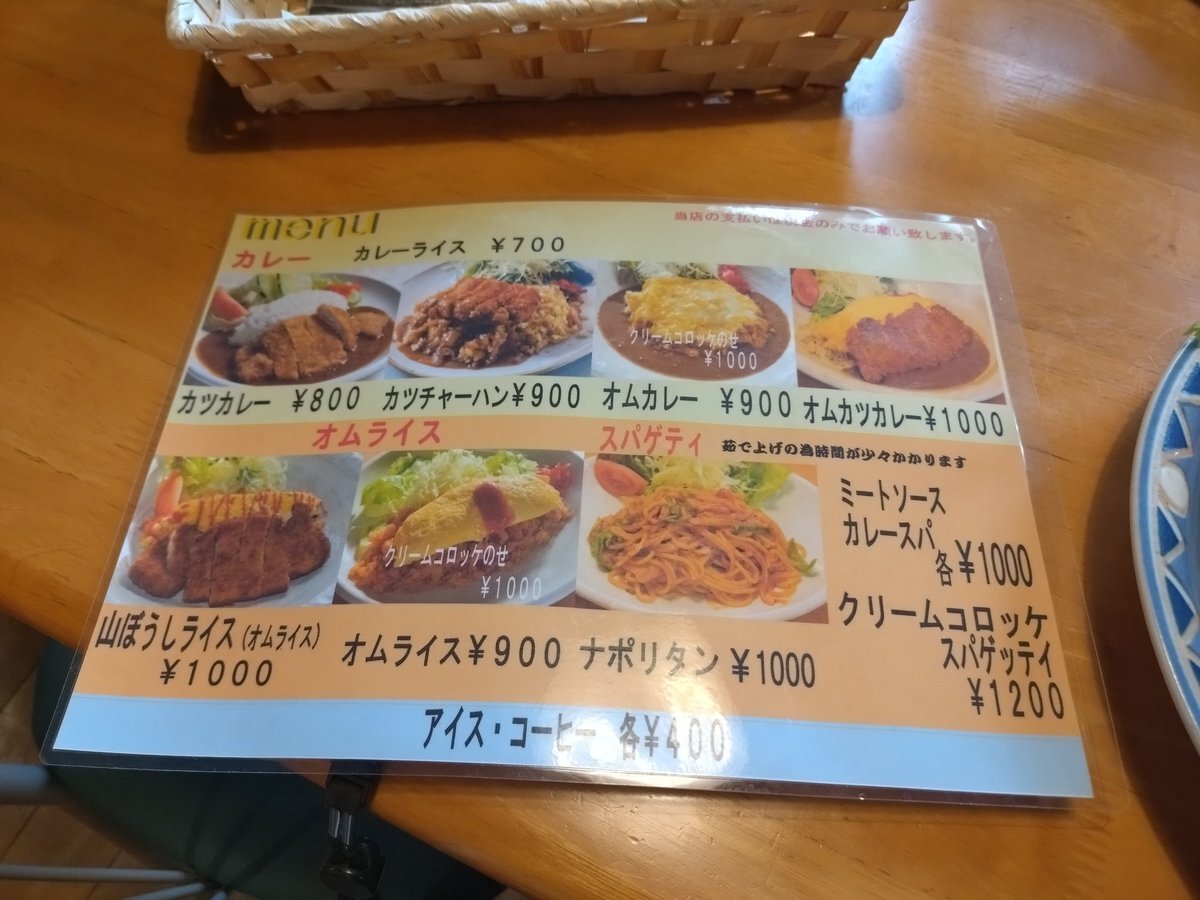 menu
当店の支払いは現金のみでお願い致します。
カレー
カレーライス ￥700
クリームコロッケのせ
￥1000
カツカレー ￥800
カツチャーハン￥900
オムカレー ￥900
オムカツカレー￥1000
オムライス
スパゲティ
茹で上げの為時間が少々かかります
クリームコロッケのせ
￥1000
ミートソース
カレースパ
各￥1000
山ぼうしライス（オムライス）
￥1000
オムライス￥900
ナポリタン￥1000
クリームコロッケ
スパゲッティ
￥1200
アイス・コーヒー 各￥400